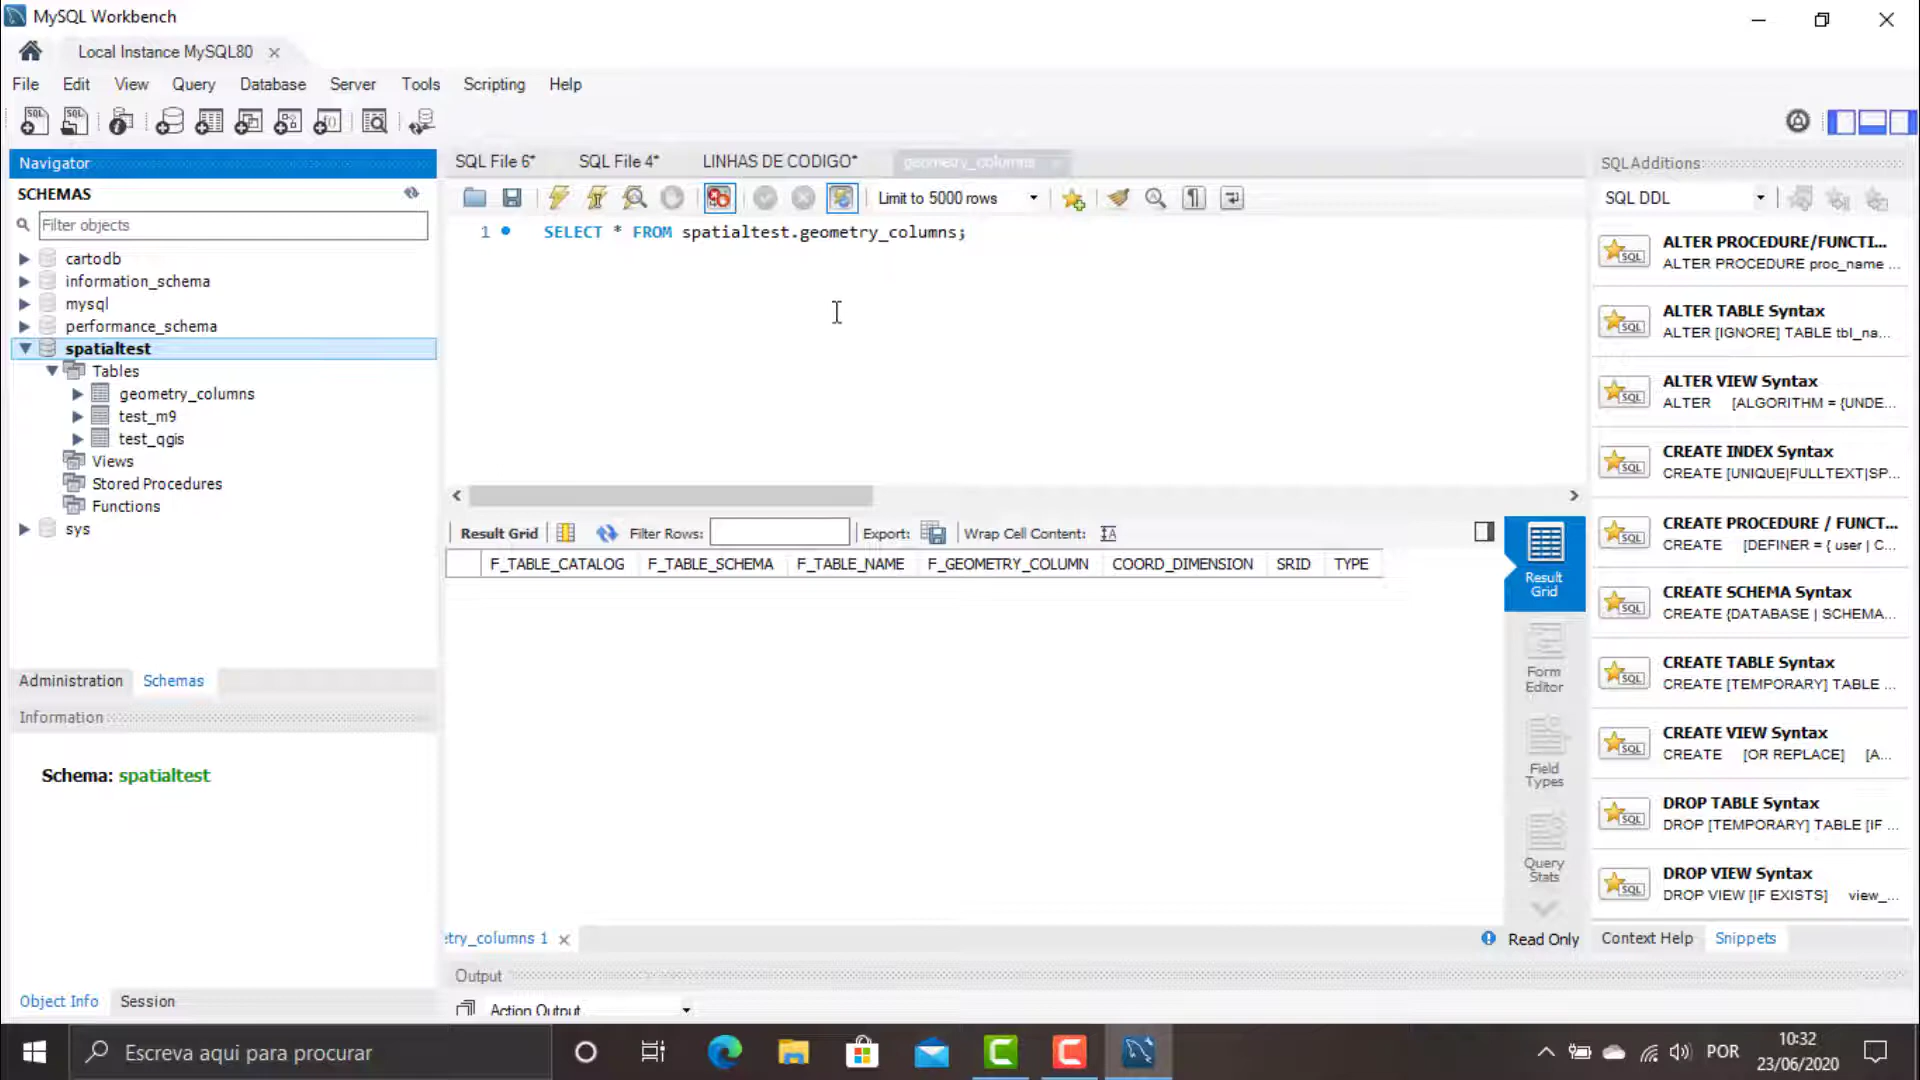 MySQL Workbench
Local Instance MySQL80
File Edit View Query Database Server Tools Scripting Help
Navigator
SCHEMAS
Filter objects
cartodb
information_schema
mysql
performance_schema
spatialtest
Tables
geometry_columns
test_m9
test_qgis
Views
Stored Procedures
Functions
sys
Administration Schemas
Information
Schema: spatialtest
Object Info Session
SQL File 6* SQL File 4* LINHAS DE CODIGO* geometry_columns
Limit to 5000 rows
1 SELECT * FROM spatialtest.geometry_columns;
Result Grid Filter Rows: Export: Wrap Cell Content:
F_TABLE_CATALOG F_TABLE_SCHEMA F_TABLE_NAME F_GEOMETRY_COLUMN COORD_DIMENSION SRID TYPE
Result
Grid
Form
Editor
Field
Types
Query
Stats
etry_columns 1
Read Only
Output
Action Output
SQL Additions
SQL DDL
ALTER PROCEDURE/FUNCTI...
ALTER PROCEDURE proc_name ...
ALTER TABLE Syntax
ALTER [IGNORE] TABLE tbl_na...
ALTER VIEW Syntax
ALTER [ALGORITHM = {UNDE...
CREATE INDEX Syntax
CREATE [UNIQUE|FULLTEXT|SP...
CREATE PROCEDURE / FUNCT...
CREATE [DEFINER = { user | C...
CREATE SCHEMA Syntax
CREATE {DATABASE | SCHEMA...
CREATE TABLE Syntax
CREATE [TEMPORARY] TABLE ...
CREATE VIEW Syntax
CREATE [OR REPLACE] [A...
DROP TABLE Syntax
DROP [TEMPORARY] TABLE [IF ...
DROP VIEW Syntax
DROP VIEW [IF EXISTS] view_...
Context Help Snippets
Escreva aqui para procurar
POR
10:32
23/06/2020